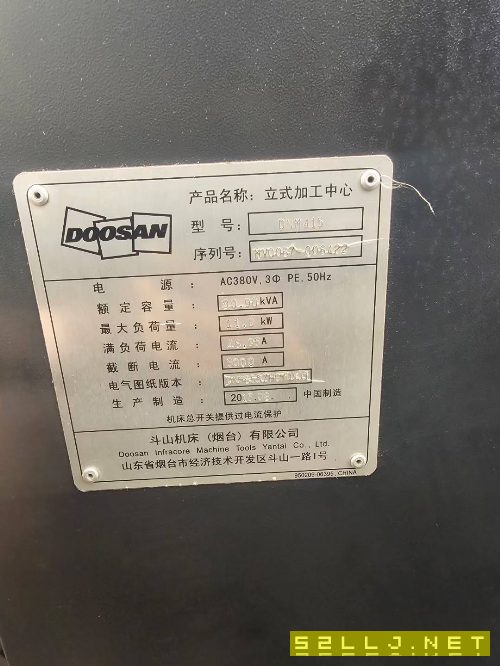 DOOSAN
产品名称: 立式加工中心
型号: DNM415
序列号:
电源: AC380V, 3Φ PE, 50Hz
额定容量: kVA
最大负荷量: kW
满负荷电流: A
截断电流: A
电气图纸版本:
生产制造: 20 中国制造
机床总开关提供过电流保护
斗山机床(烟台)有限公司
Doosan Infracore Machine Tools Yantai Co., Ltd.
山东省烟台市经济技术开发区斗山一路1号
950205-00395, CHINA
52LLJ.NET